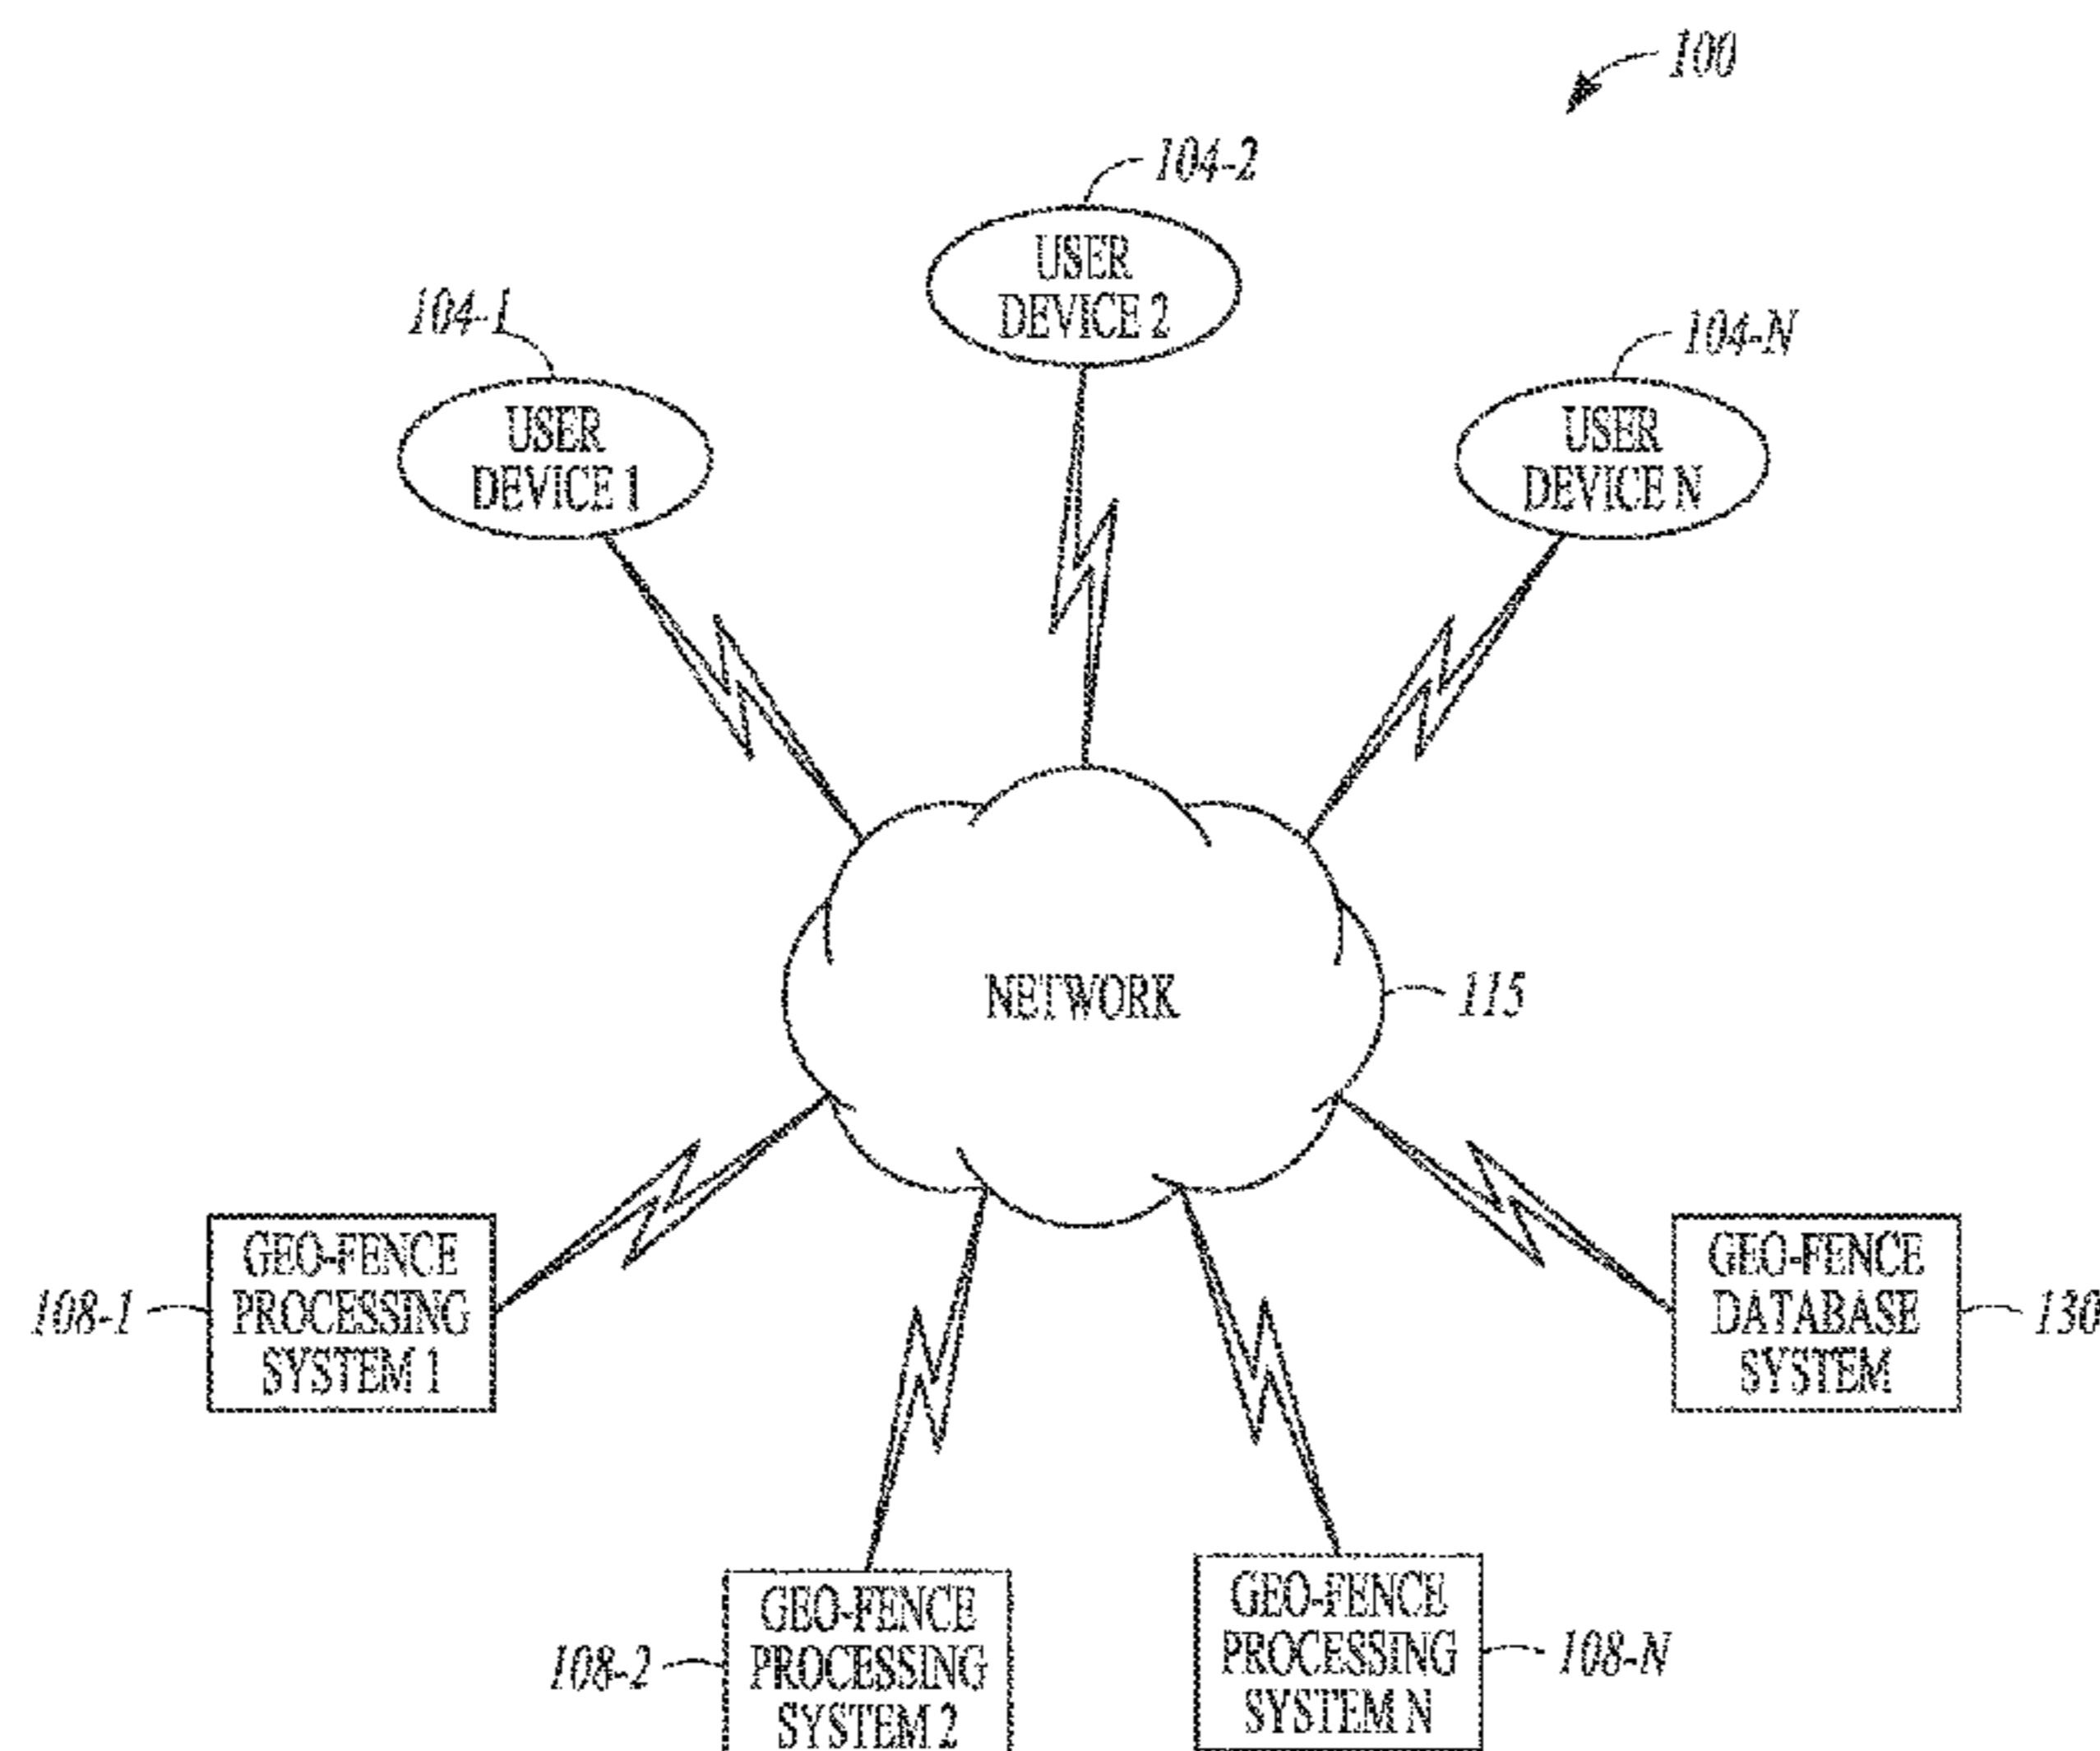 100
104-2
USER
DEVICE 2
104-1
USER
DEVICE 1
104-N
USER
DEVICE N
NETWORK
115
108-1
GEO-FENCE
PROCESSING
SYSTEM 1
GEO-FENCE
DATABASE
SYSTEM
130
108-2
GEO-FENCE
PROCESSING
SYSTEM 2
GEO-FENCE
PROCESSING
SYSTEM N
108-N